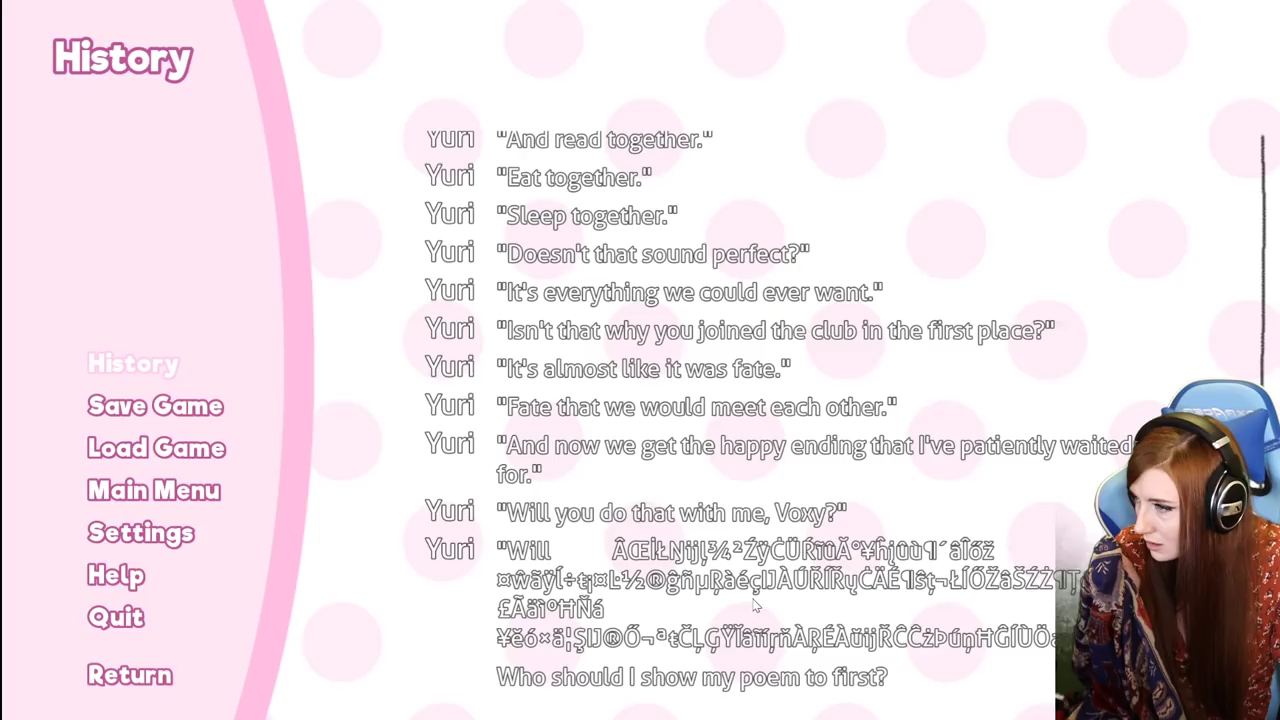 History
Yuri "And read together."
Yuri "Eat together."
Yuri "Sleep together."
Yuri "Doesn't that sound perfect?"
Yuri "It's everything we could ever want."
Yuri "Isn't that why you joined the club in the first place?"
Yuri "It's almost like it was fate."
Yuri "Fate that we would meet each other."
Yuri "And now we get the happy ending that I've patiently waited
for."
Yuri "Will you do that with me, Voxy?"
Yuri "Will
Who should I show my poem to first?
History
Save Game
Load Game
Main Menu
Settings
Help
Quit
Return